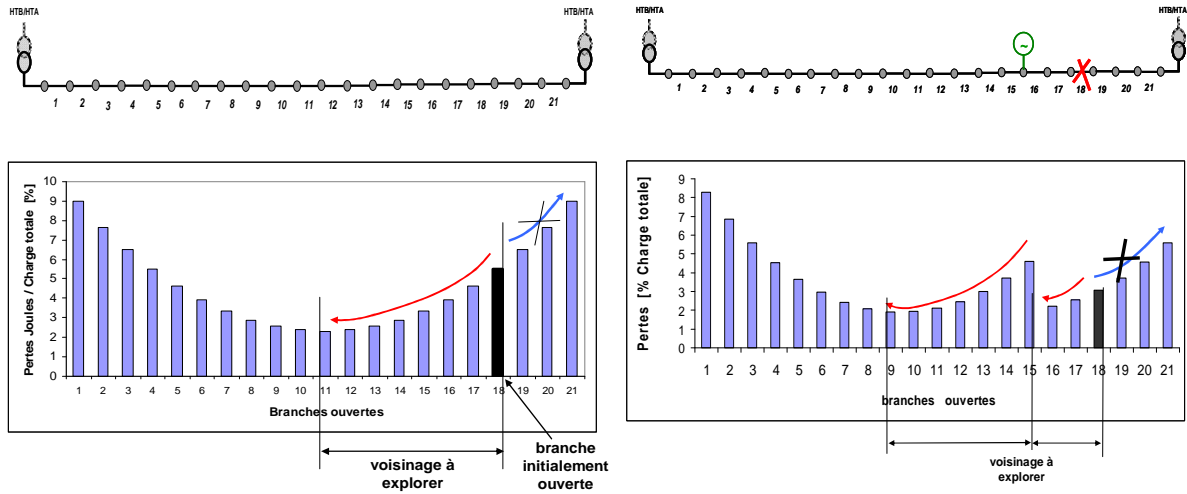 HTB/HTA
HTB/HTA
1 2 3 4 5 6 7 8 9 10 11 12 13 14 15 16 17 18 19 20 21
Pertes Joules / Charge totale [%]
10
9
8
7
6
5
4
3
2
1
0
1 2 3 4 5 6 7 8 9 10 11 12 13 14 15 16 17 18 19 20 21
Branches ouvertes
voisinage à
explorer
branche
initialement
ouverte
HTB/HTA
HTB/HTA
~
1 2 3 4 5 6 7 8 9 10 11 12 13 14 15 16 17 18 19 20 21
Pertes [% Charge totale]
9
8
7
6
5
4
3
2
1
0
1 2 3 4 5 6 7 8 9 10 11 12 13 14 15 16 17 18 19 20 21
branches ouvertes
voisinage à
explorer